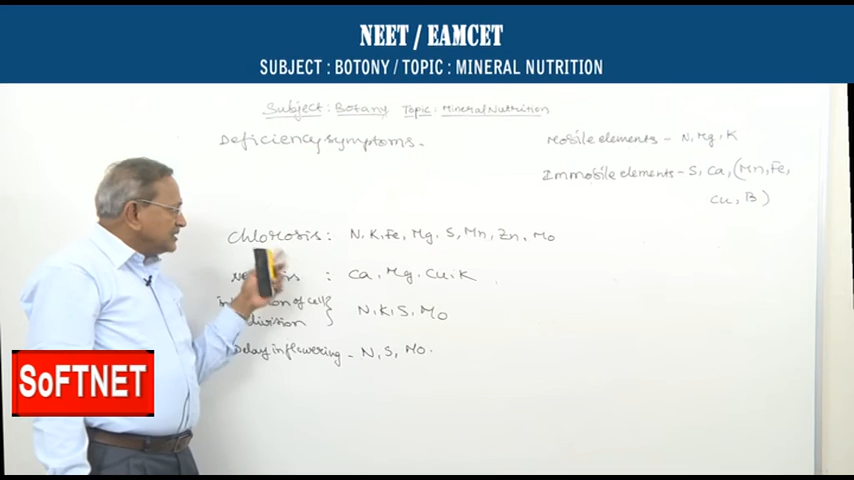 NEET / EAMCET
SUBJECT : BOTONY / TOPIC : MINERAL NUTRITION
Subject : Botany Topic : Mineral Nutrition
Deficiency symptoms.
Mobile elements - N, Mg, K
Immobile elements - S, Ca, (Mn, Fe,
Cu, B)
Chlorosis : N, K, Fe, Mg, S, Mn, Zn, Mo
: Ca, Mg, Cu, K
of cell
division } N, K, S, Mo
Delay in flowering - N, S, Mo.
SoFTNET